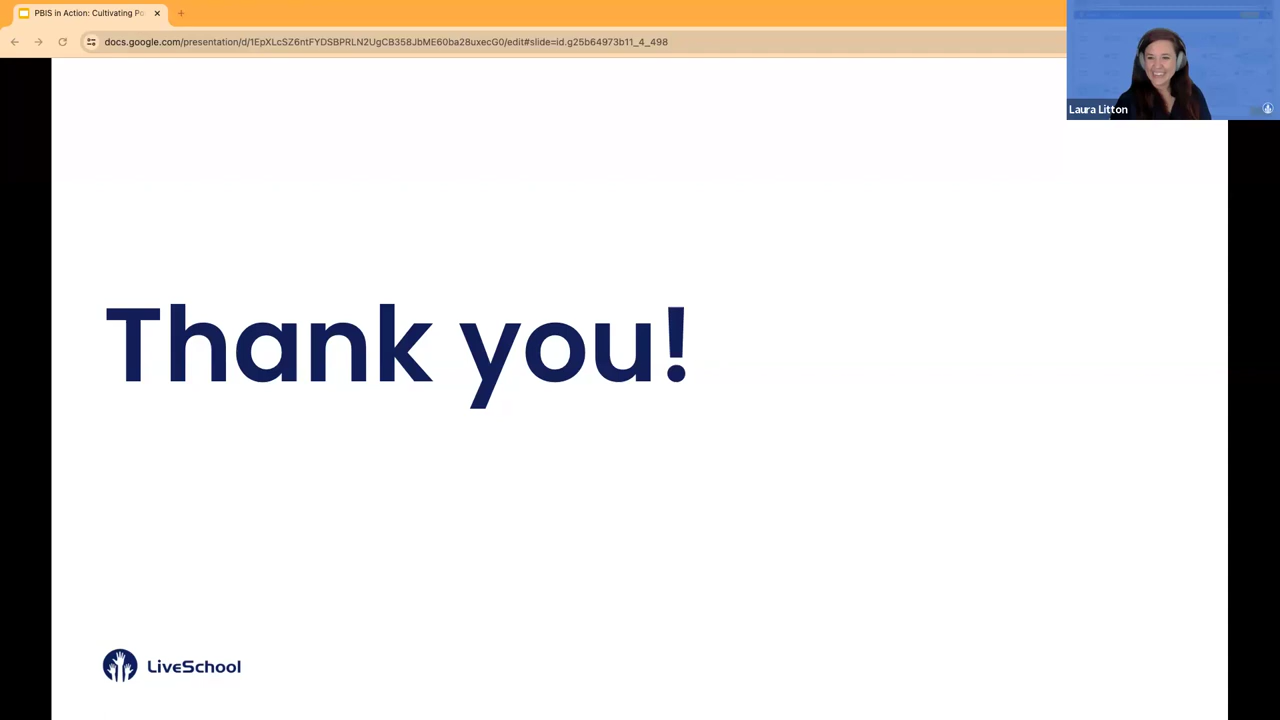 PBIS in Action: Cultivating Po
docs.google.com/presentation/d/1EpXLcSZ6ntFYDSBPRLN2UgCB358JbME60ba28uxecG0/edit#slide=id.g25b64973b11_4_498
Laura Litton
Thank you!
LiveSchool